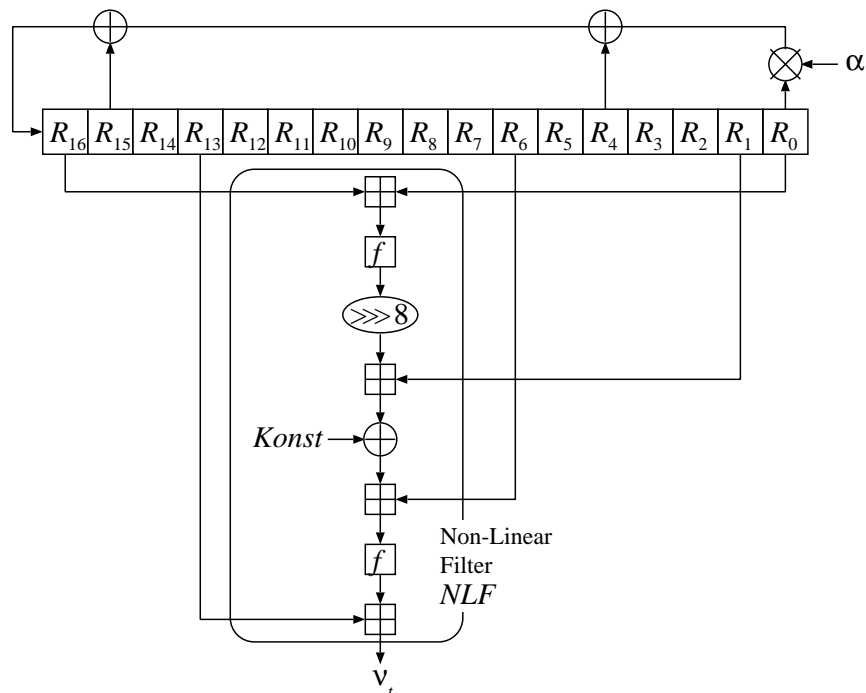 α
R₁₆ R₁₅ R₁₄ R₁₃ R₁₂ R₁₁ R₁₀ R₉ R₈ R₇ R₆ R₅ R₄ R₃ R₂ R₁ R₀
f
⋙8
Konst
Non-Linear
Filter
NLF
f
νₜ